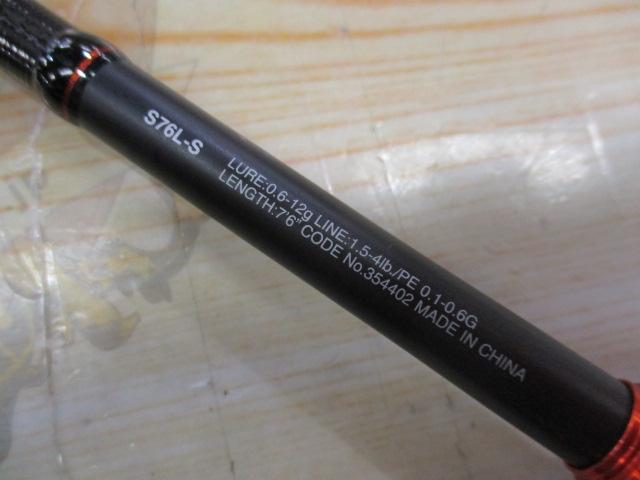 S76L-S
LURE:0.6-12g LINE:1.5-4lb./PE 0.1-0.6G
LENGTH:7'6" CODE No.354402 MADE IN CHINA